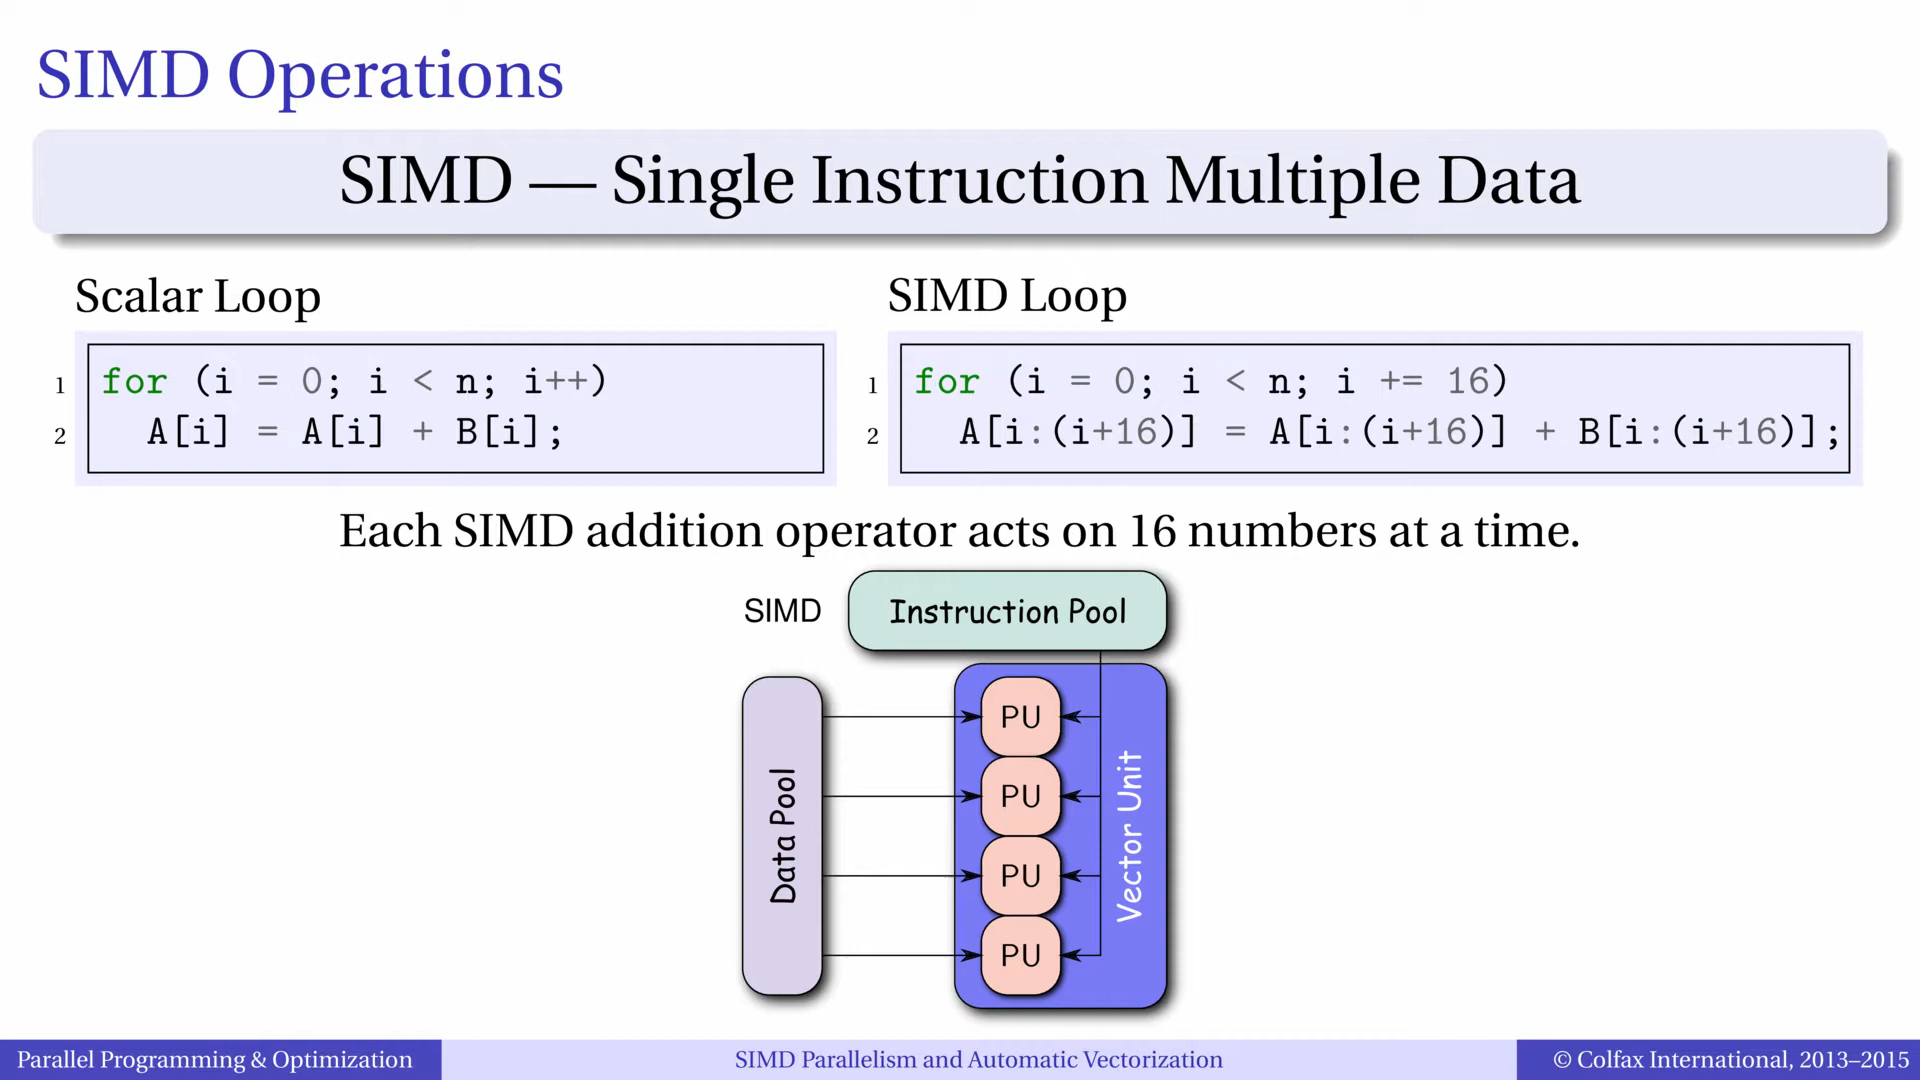 SIMD Operations
SIMD — Single Instruction Multiple Data
Scalar Loop
1 for (i = 0; i < n; i++)
2 A[i] = A[i] + B[i];
SIMD Loop
1 for (i = 0; i < n; i += 16)
2 A[i:(i+16)] = A[i:(i+16)] + B[i:(i+16)];
Each SIMD addition operator acts on 16 numbers at a time.
SIMD
Instruction Pool
Data Pool
PU
PU
PU
PU
Vector Unit
Parallel Programming & Optimization
SIMD Parallelism and Automatic Vectorization
© Colfax International, 2013–2015